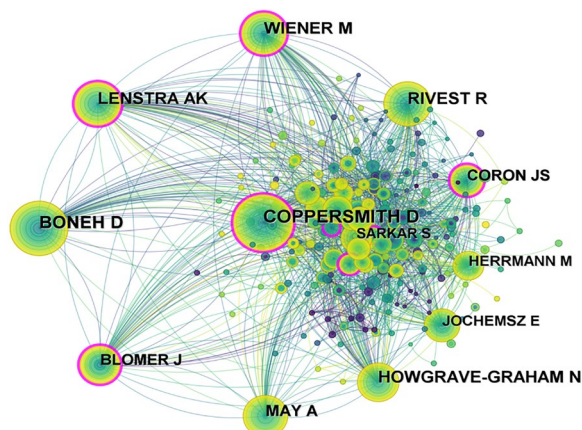 WIENER M
LENSTRA AK
RIVEST R
CORON JS
BONEH D
COPPERSMITH D
SARKAR S
HERRMANN M
JOCHEMSZ E
BLOMER J
HOWGRAVE-GRAHAM N
MAY A